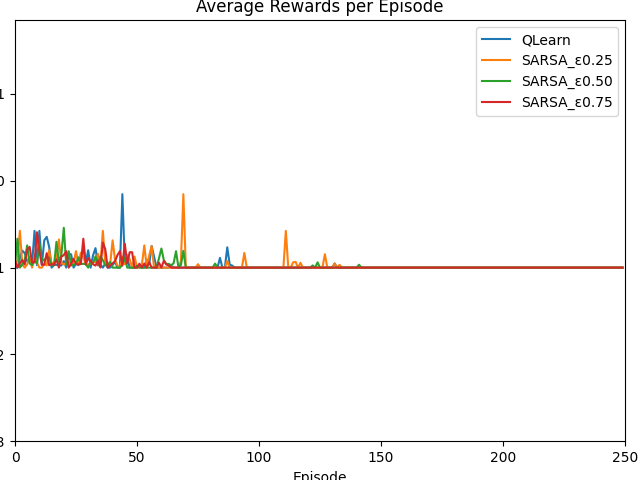 Average Rewards per Episode
QLearn
SARSA_ε0.25
SARSA_ε0.50
SARSA_ε0.75
1
0
1
2
3
0 50 100 150 200 250
Episode